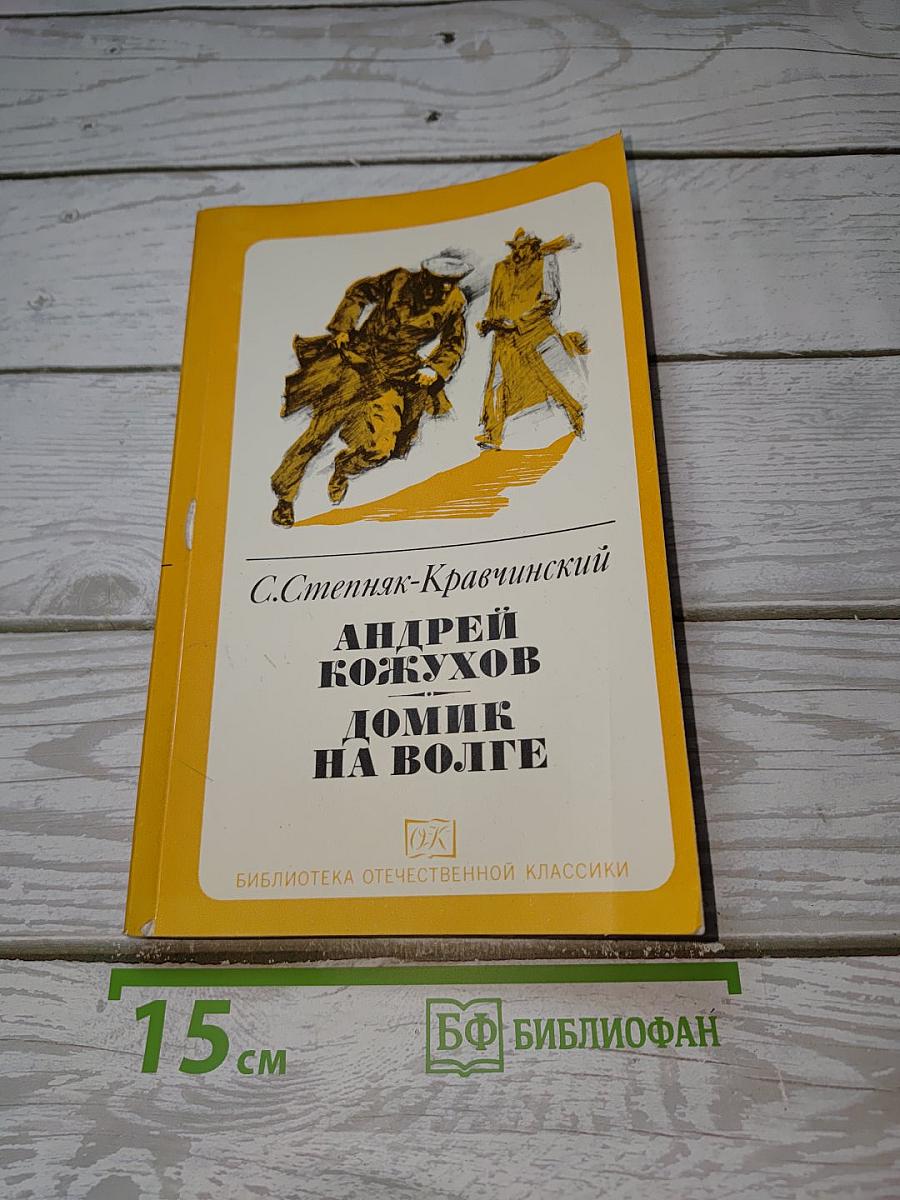 С.Степняк-Кравчинский
АНДРЕЙ
КОЖУХОВ
ДОМИК
НА ВОЛГЕ
ОК
БИБЛИОТЕКА ОТЕЧЕСТВЕННОЙ КЛАССИКИ
15 см
БФ БИБЛИОФАН